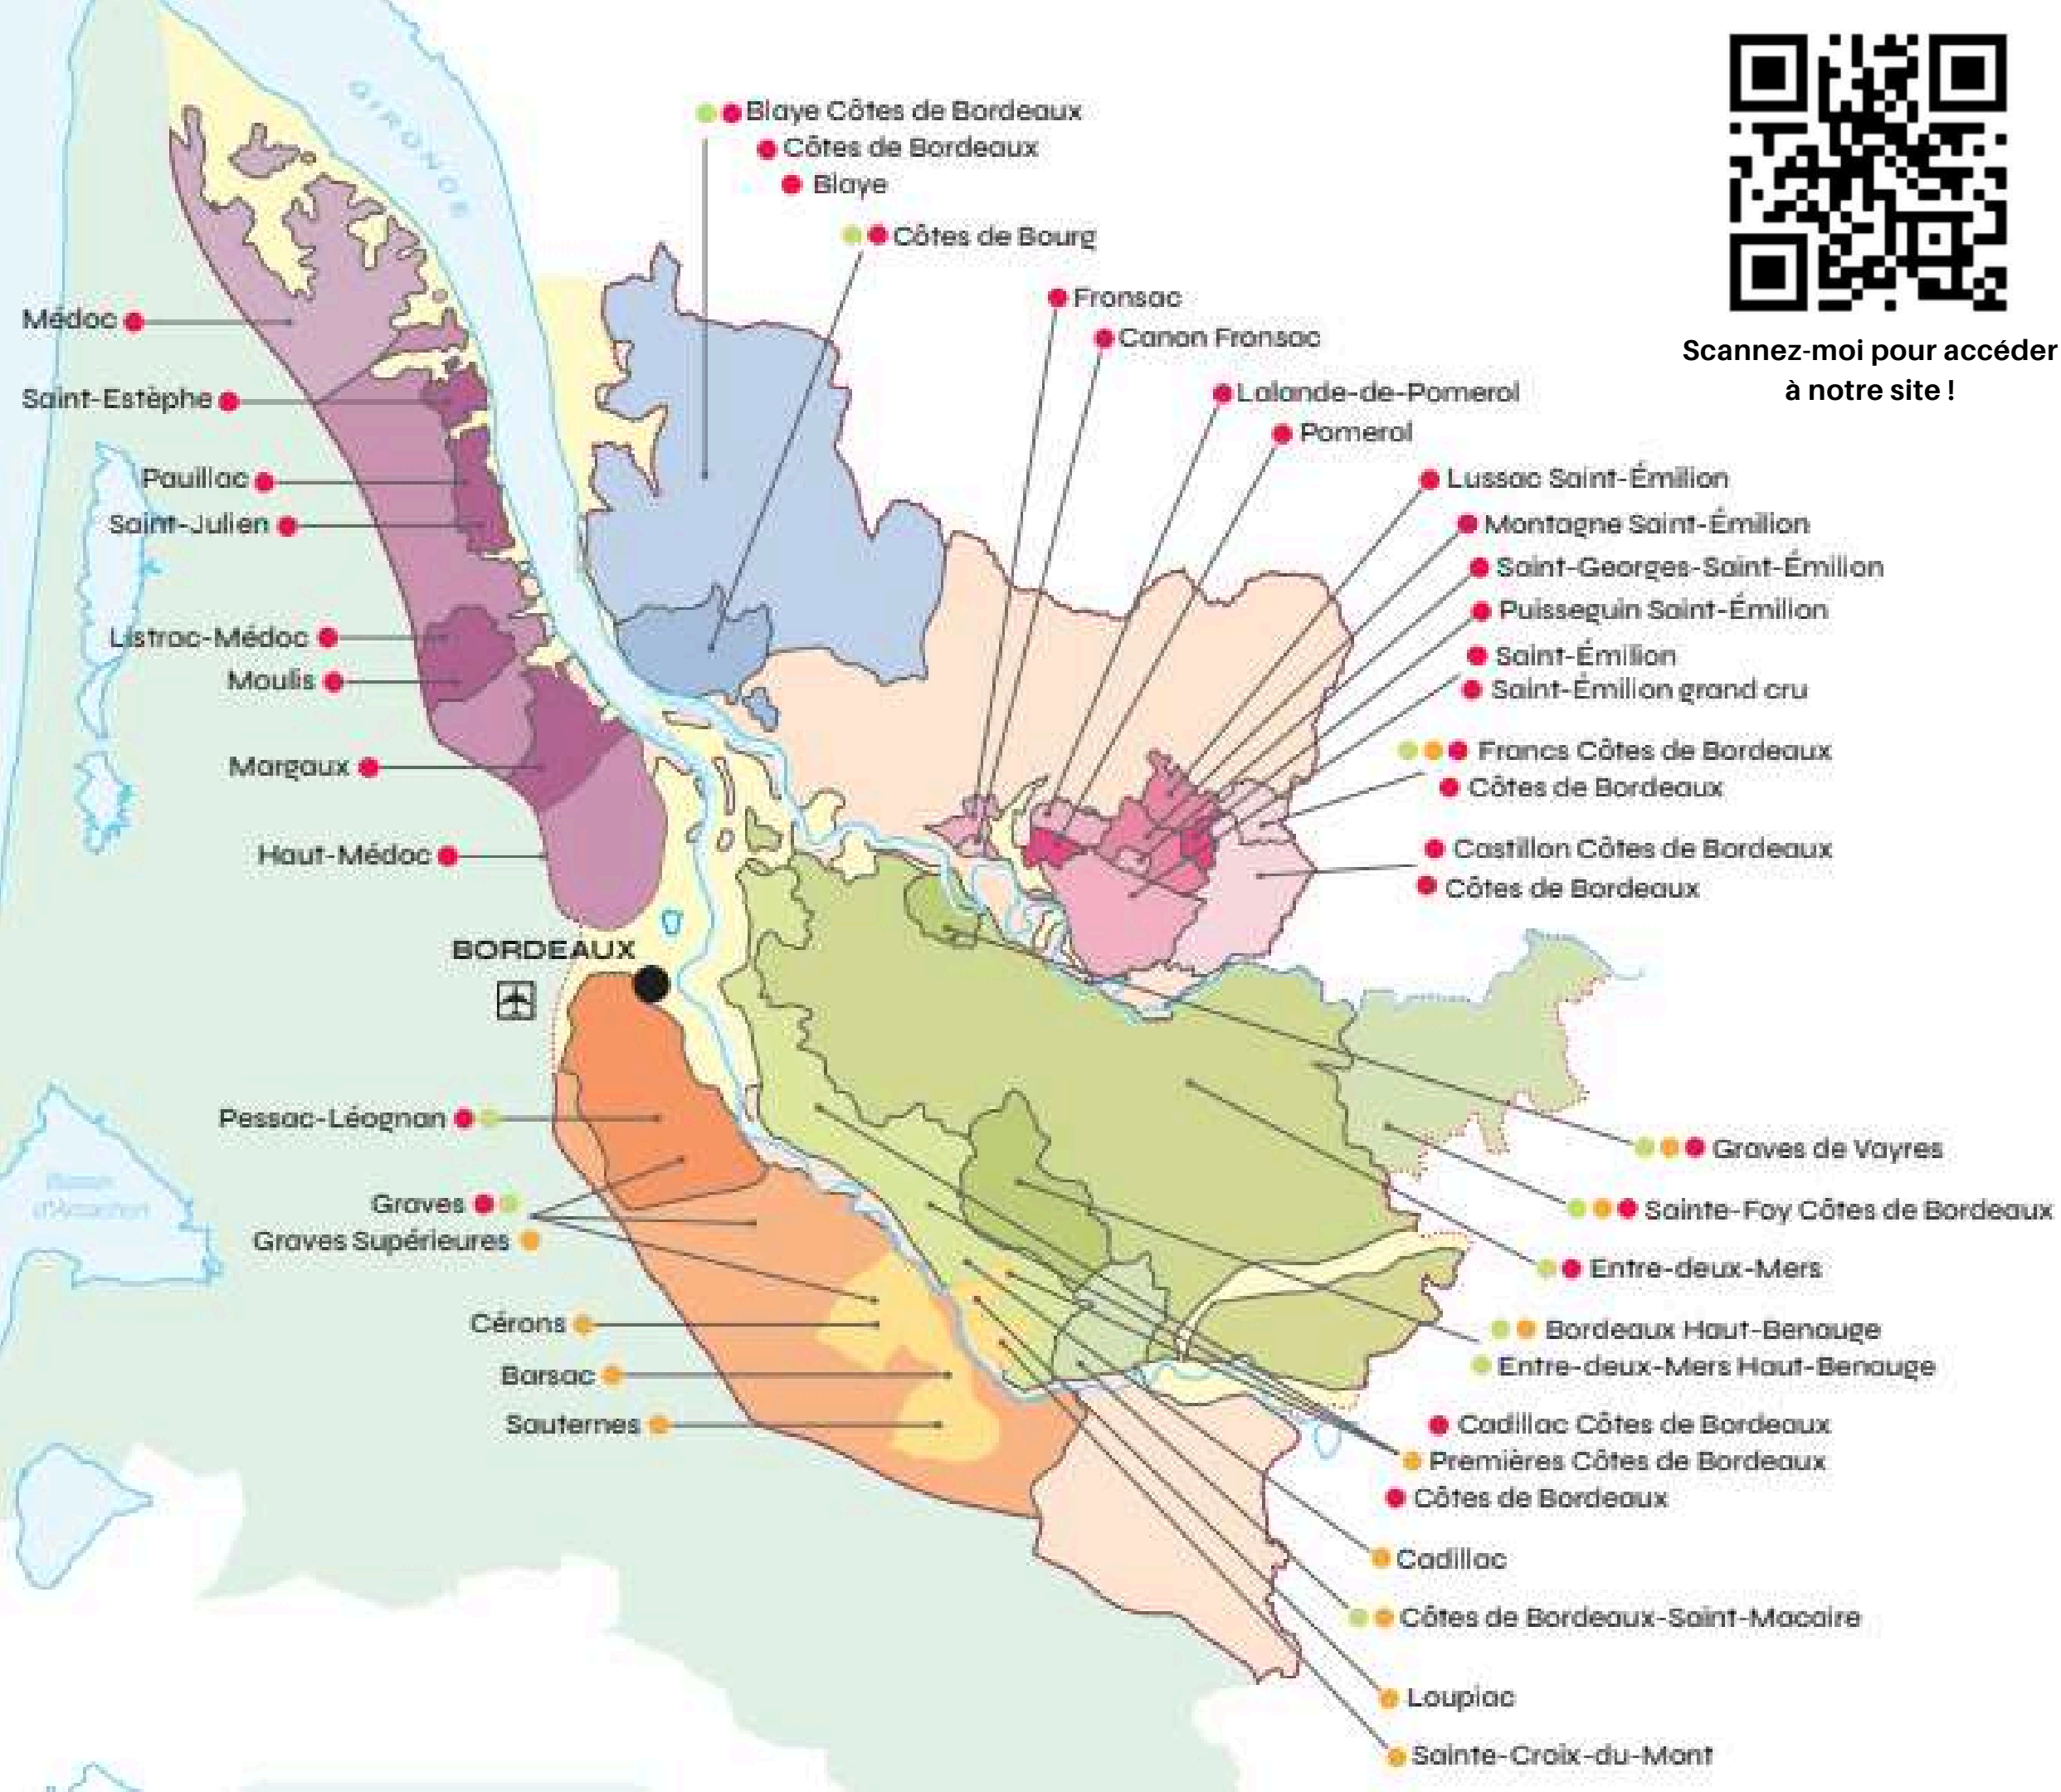 GIRONDE
Blaye Côtes de Bordeaux
Côtes de Bordeaux
Blaye
Côtes de Bourg
Fronsac
Canon Fronsac
Lalande-de-Pomerol
Pomerol
Lussac Saint-Émilion
Montagne Saint-Émilion
Saint-Georges-Saint-Émilion
Puisseguin Saint-Émilion
Saint-Émilion
Saint-Émilion grand cru
Francs Côtes de Bordeaux
Côtes de Bordeaux
Castillon Côtes de Bordeaux
Côtes de Bordeaux
Scannez-moi pour accéder
à notre site !
Médoc
Saint-Estèphe
Pauillac
Saint-Julien
Listrac-Médoc
Moulis
Margaux
Haut-Médoc
BORDEAUX
Pessac-Léognan
Graves
Graves Supérieures
Cérons
Barsac
Sauternes
Bassin
d'Arcachon
Graves de Vayres
Sainte-Foy Côtes de Bordeaux
Entre-deux-Mers
Bordeaux Haut-Benauge
Entre-deux-Mers Haut-Benauge
Cadillac Côtes de Bordeaux
Premières Côtes de Bordeaux
Côtes de Bordeaux
Cadillac
Côtes de Bordeaux-Saint-Macaire
Loupiac
Sainte-Croix-du-Mont